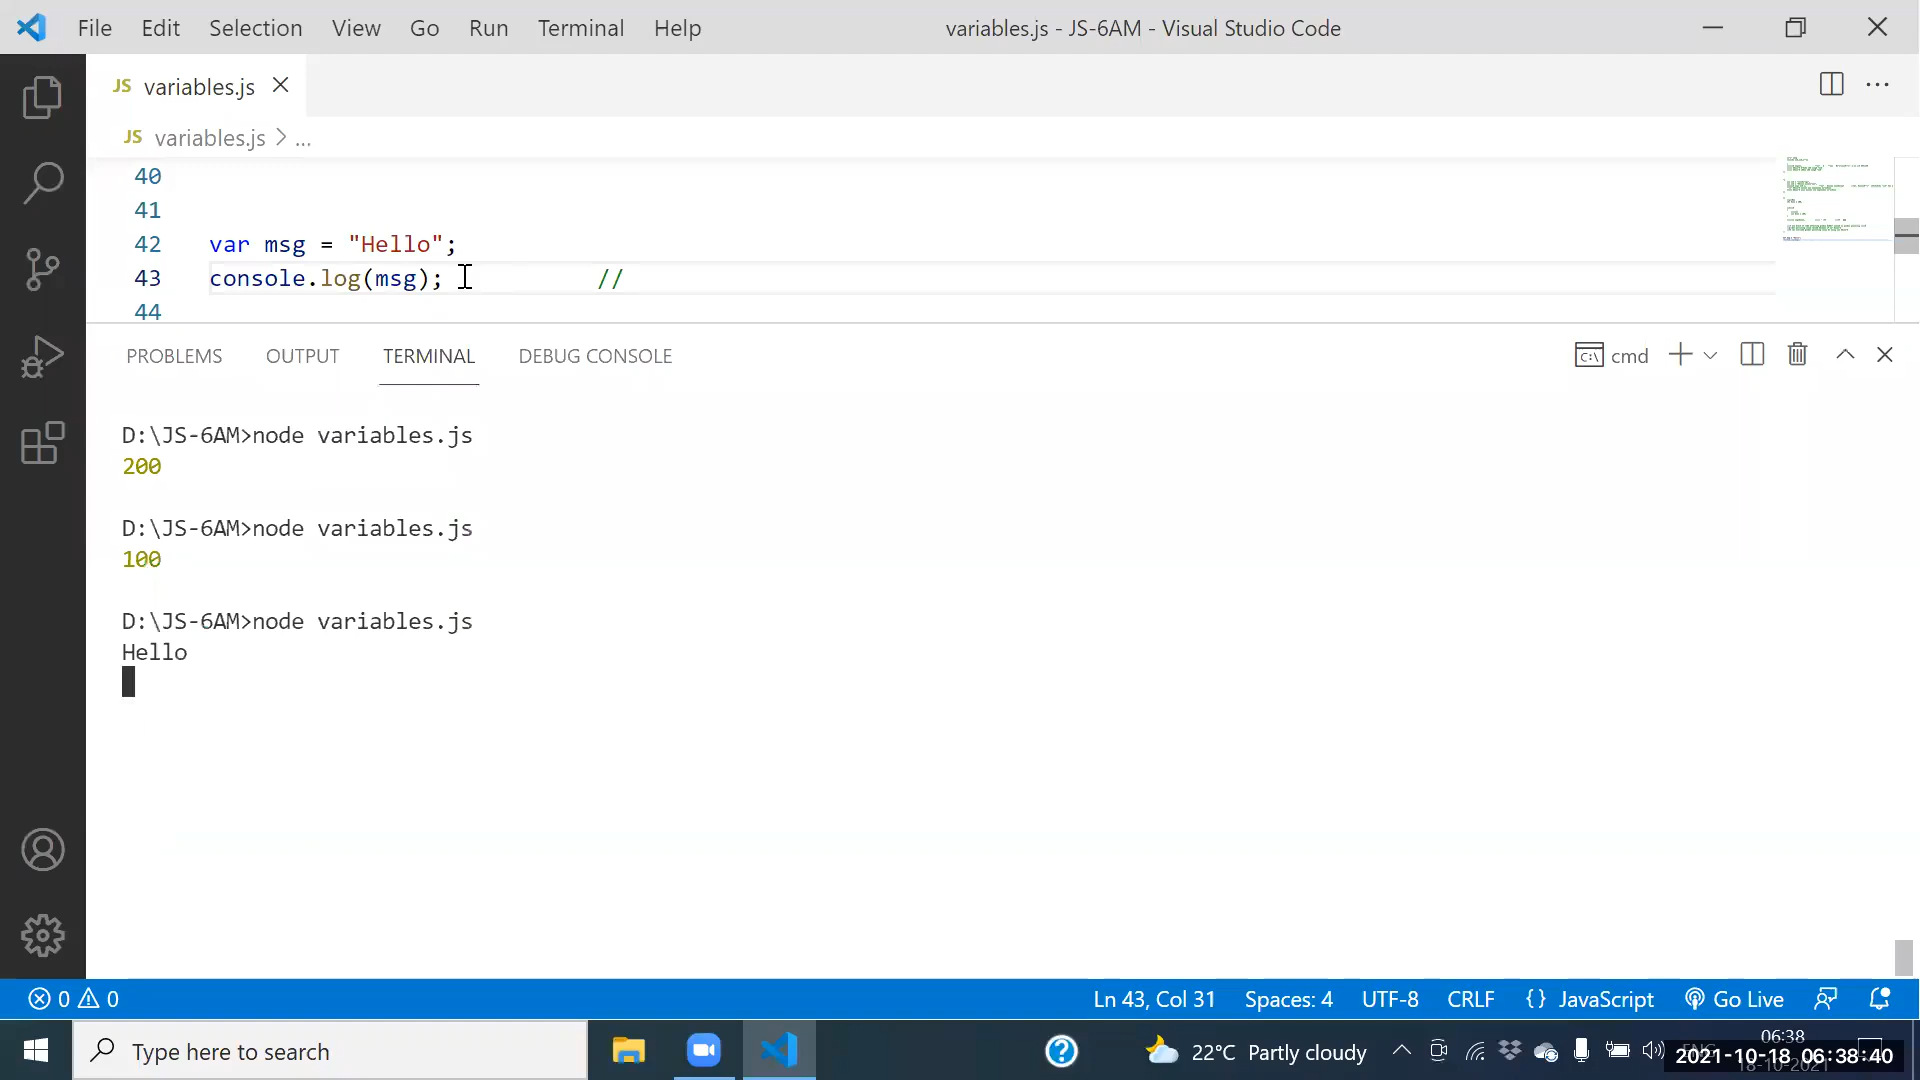 File Edit Selection View Go Run Terminal Help variables.js - JS-6AM - Visual Studio Code
JS variables.js
JS variables.js > ...
40
41
42 var msg = "Hello";
43 console.log(msg); //
44
PROBLEMS OUTPUT TERMINAL DEBUG CONSOLE cmd
D:\JS-6AM>node variables.js
200
D:\JS-6AM>node variables.js
100
D:\JS-6AM>node variables.js
Hello
0 0 Ln 43, Col 31 Spaces: 4 UTF-8 CRLF {} JavaScript Go Live
Type here to search 22°C Partly cloudy ENG 06:38
2021-10-18 06:38:40
18-10-2021